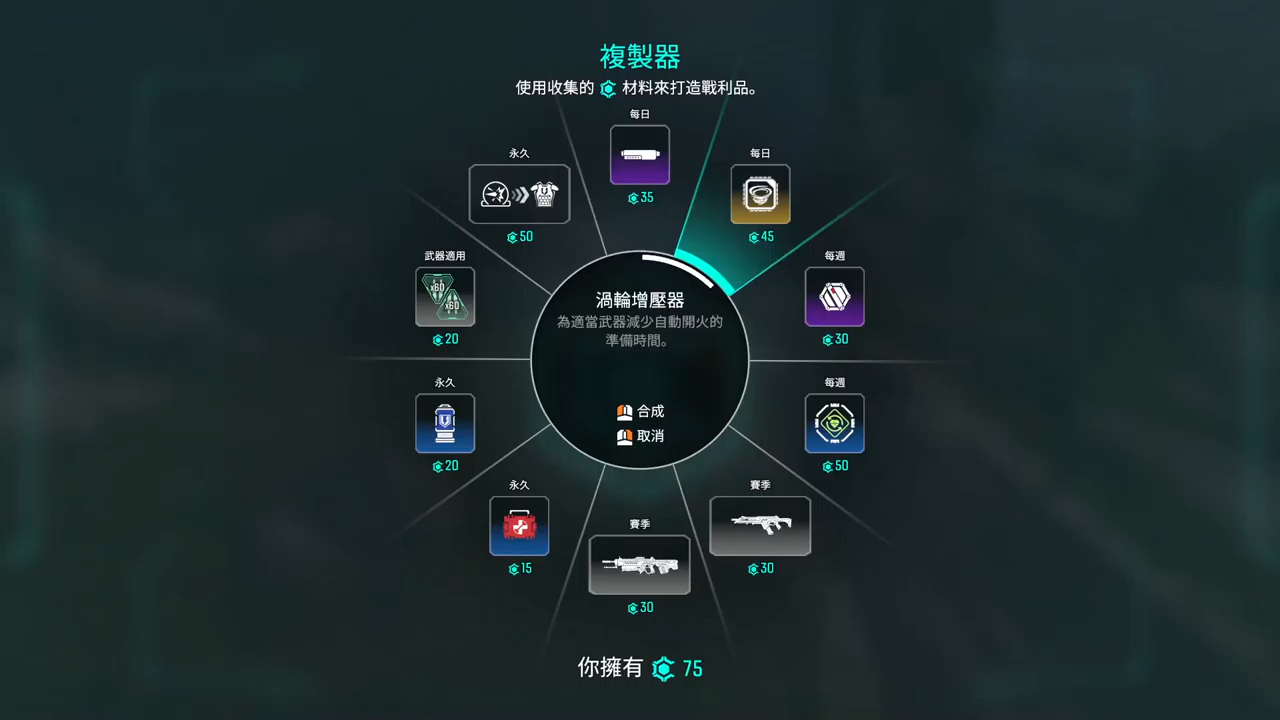 複製器
使用收集的 材料來打造戰利品。
每日
35
每日
45
永久
50
武器適用
x60
x60
20
每週
30
渦輪增壓器
為適當武器減少自動開火的
準備時間。
合成
取消
永久
20
每週
50
永久
15
賽季
30
賽季
30
你擁有 75